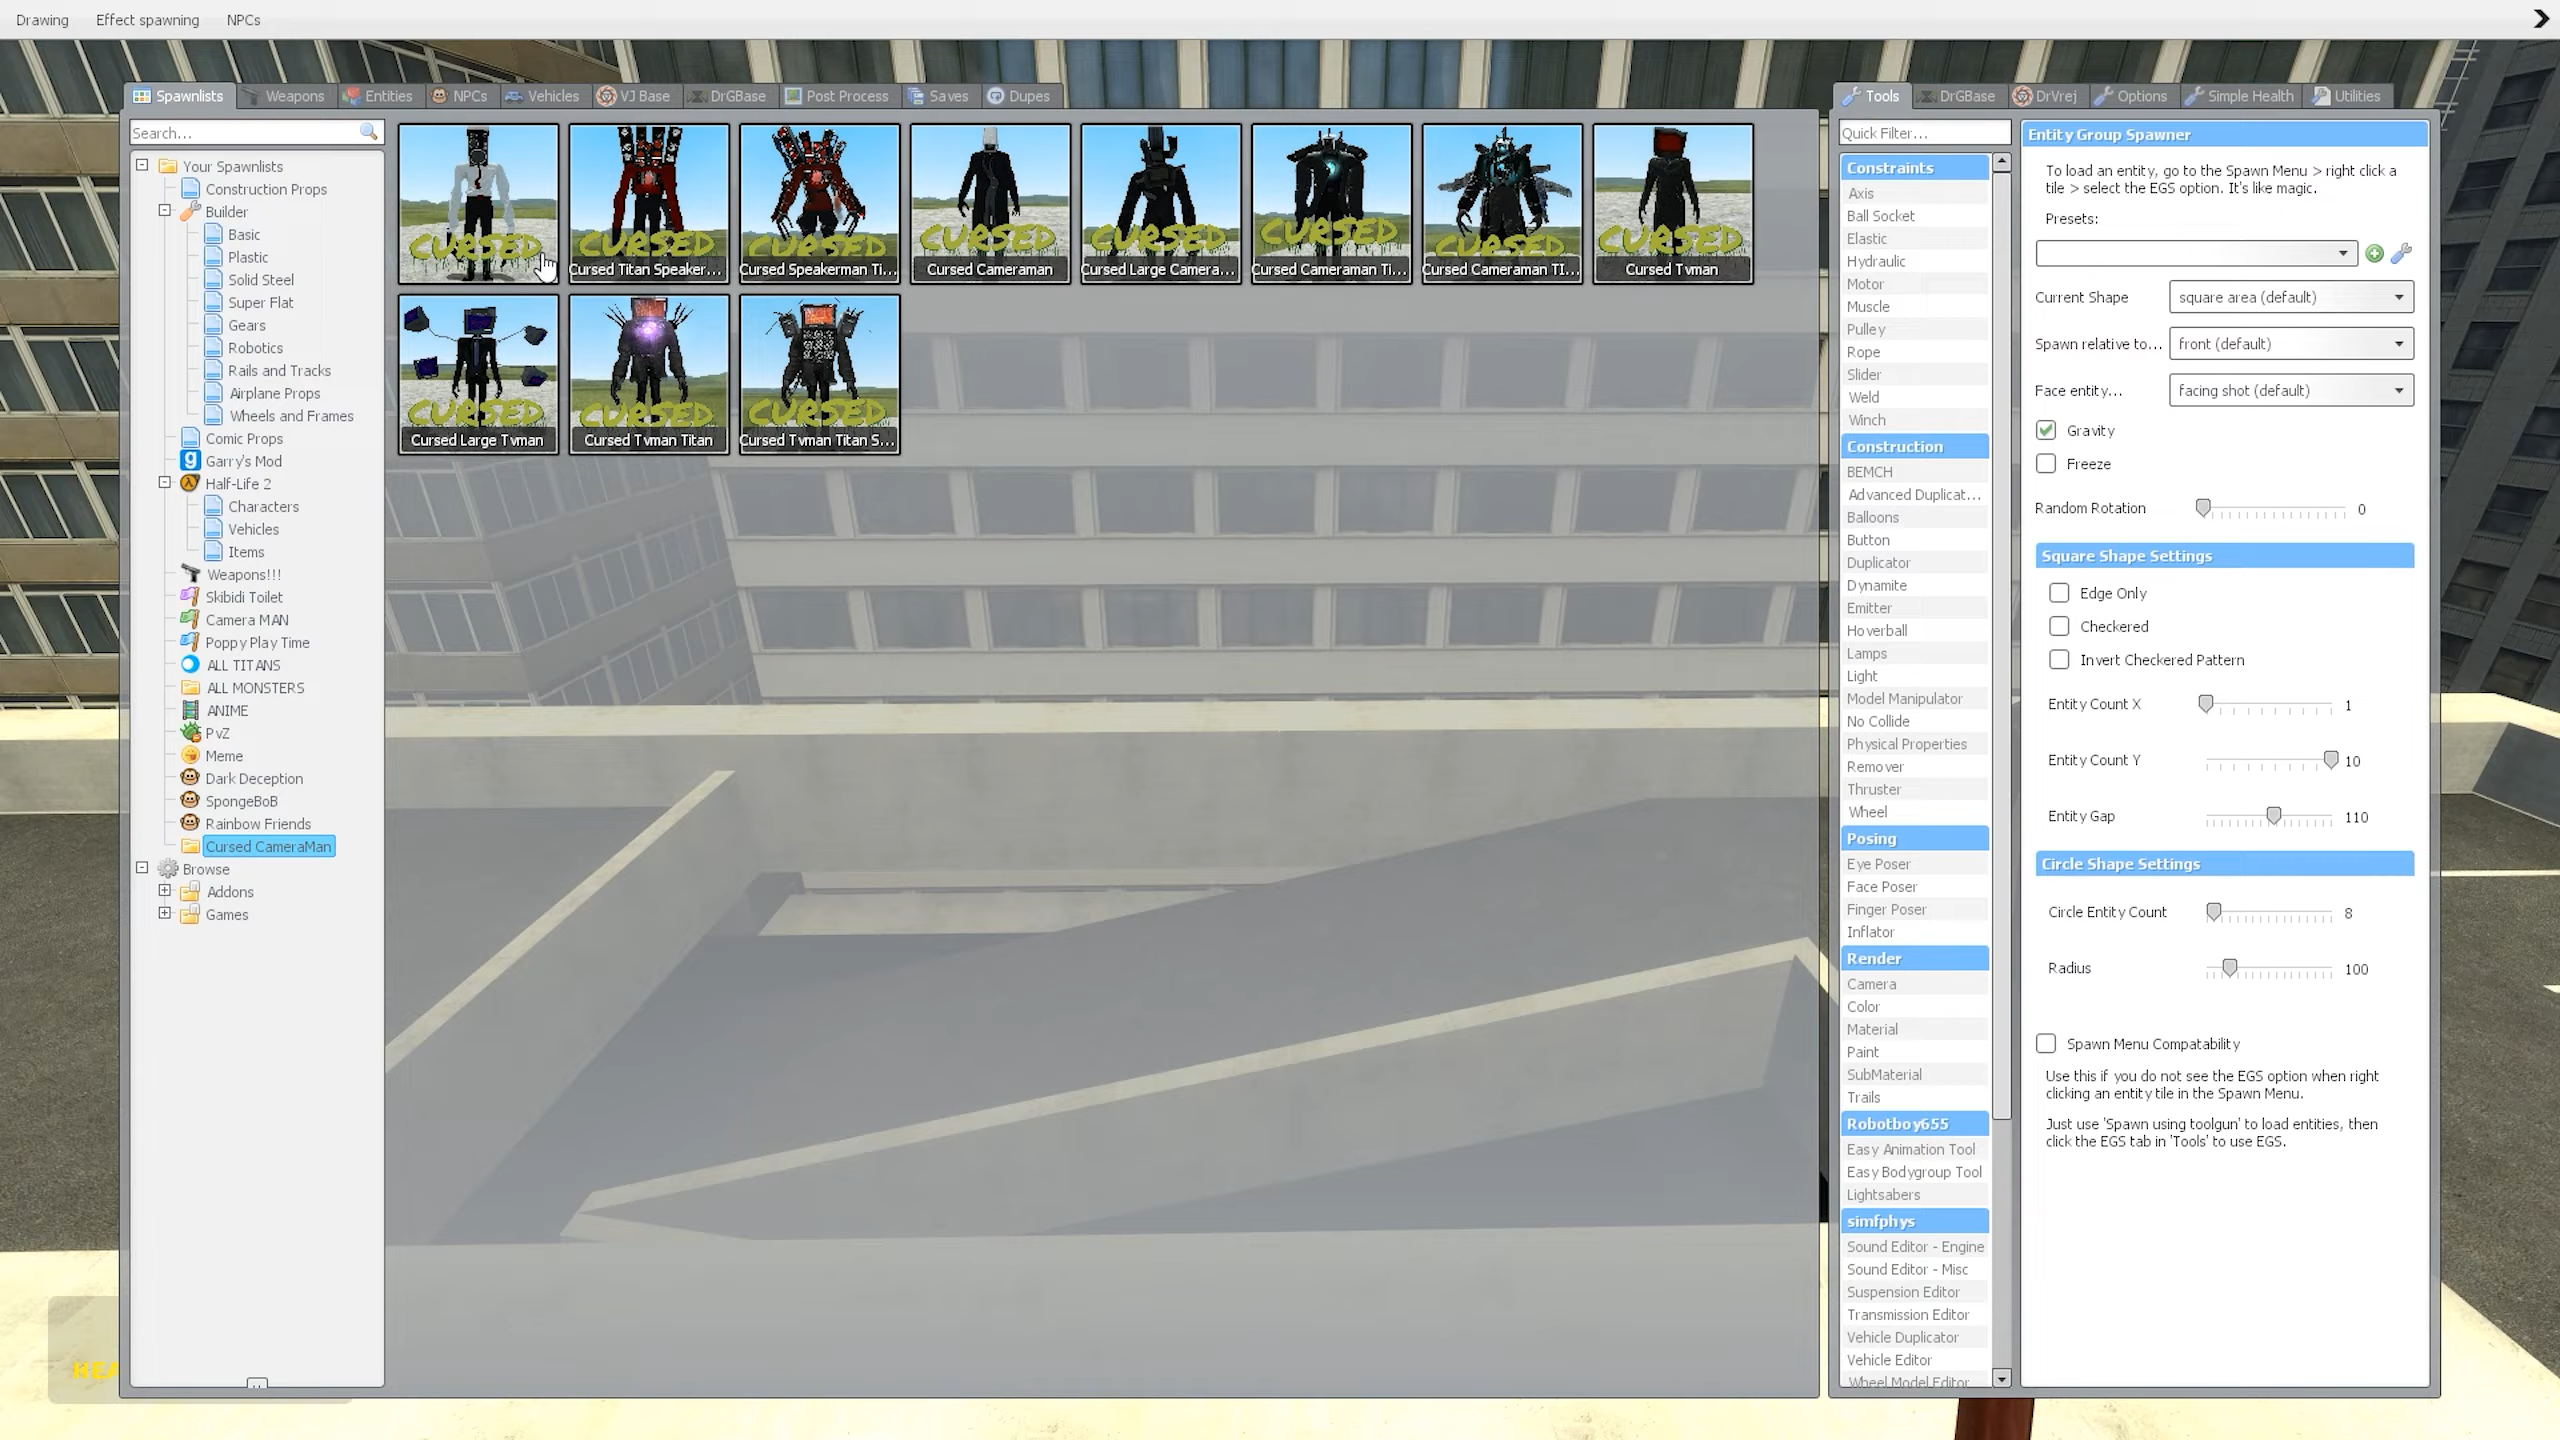 Drawing Effect spawning NPCs
Spawnlists Weapons Entities NPCs Vehicles VJ Base DrGBase Post Process Saves Dupes
Search...
Your Spawnlists
Construction Props
Builder
Basic
Plastic
Solid Steel
Super Flat
Gears
Robotics
Rails and Tracks
Airplane Props
Wheels and Frames
Comic Props
Garry's Mod
Half-Life 2
Characters
Vehicles
Items
Weapons!!!
Skibidi Toilet
Camera MAN
Poppy Play Time
ALL TITANS
ALL MONSTERS
ANIME
PvZ
Meme
Dark Deception
SpongeBoB
Rainbow Friends
Cursed CameraMan
Browse
Addons
Games
CURSED CURSED CURSED CURSED CURSED CURSED CURSED CURSED
Cursed Titan Speaker... Cursed Speakerman Ti... Cursed Cameraman Cursed Large Camera... Cursed Cameraman Ti... Cursed Cameraman TI... Cursed Tvman
CURSED CURSED CURSED
Cursed Large Tvman Cursed Tvman Titan Cursed Tvman Titan S...
Tools DrGBase DrVrej Options Simple Health Utilities
Quick Filter...
Constraints
Axis
Ball Socket
Elastic
Hydraulic
Motor
Muscle
Pulley
Rope
Slider
Weld
Winch
Construction
BEMCH
Advanced Duplicat...
Balloons
Button
Duplicator
Dynamite
Emitter
Hoverball
Lamps
Light
Model Manipulator
No Collide
Physical Properties
Remover
Thruster
Wheel
Posing
Eye Poser
Face Poser
Finger Poser
Inflator
Render
Camera
Color
Material
Paint
SubMaterial
Trails
Robotboy655
Easy Animation Tool
Easy Bodygroup Tool
Lightsabers
simfphys
Sound Editor - Engine
Sound Editor - Misc
Suspension Editor
Transmission Editor
Vehicle Duplicator
Vehicle Editor
Wheel Model Editor
Entity Group Spawner
To load an entity, go to the Spawn Menu > right click a
tile > select the EGS option. It's like magic.
Presets:
Current Shape square area (default)
Spawn relative to... front (default)
Face entity... facing shot (default)
Gravity
Freeze
Random Rotation 0
Square Shape Settings
Edge Only
Checkered
Invert Checkered Pattern
Entity Count X 1
Entity Count Y 10
Entity Gap 110
Circle Shape Settings
Circle Entity Count 8
Radius 100
Spawn Menu Compatability
Use this if you do not see the EGS option when right
clicking an entity tile in the Spawn Menu.
Just use 'Spawn using toolgun' to load entities, then
click the EGS tab in 'Tools' to use EGS.